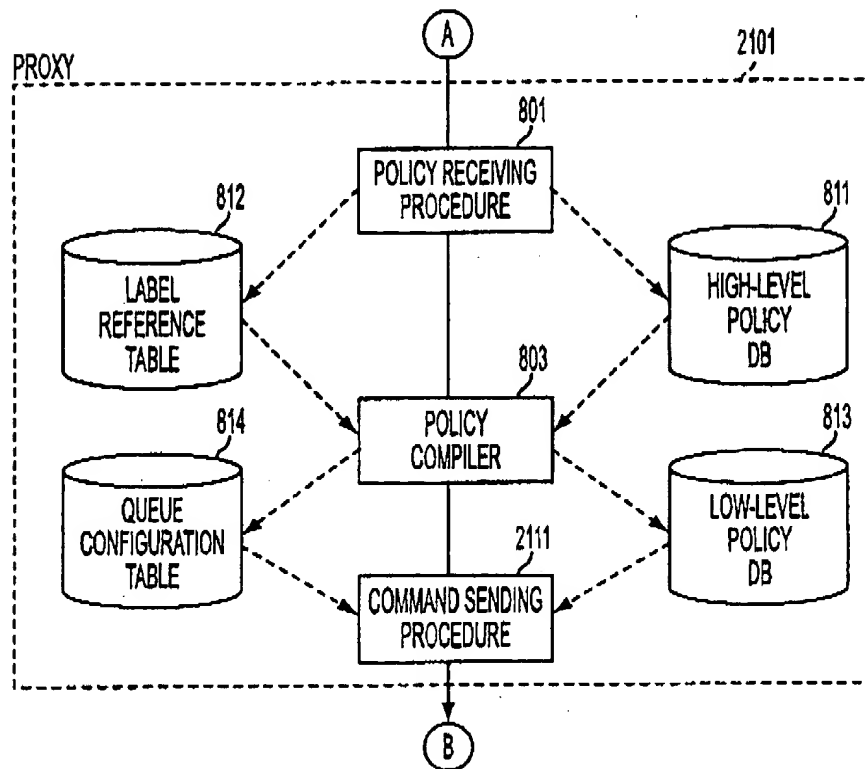 A
PROXY
2101
801
POLICY RECEIVING
PROCEDURE
812
LABEL
REFERENCE
TABLE
811
HIGH-LEVEL
POLICY
DB
803
POLICY
COMPILER
814
QUEUE
CONFIGURATION
TABLE
813
LOW-LEVEL
POLICY
DB
2111
COMMAND SENDING
PROCEDURE
B